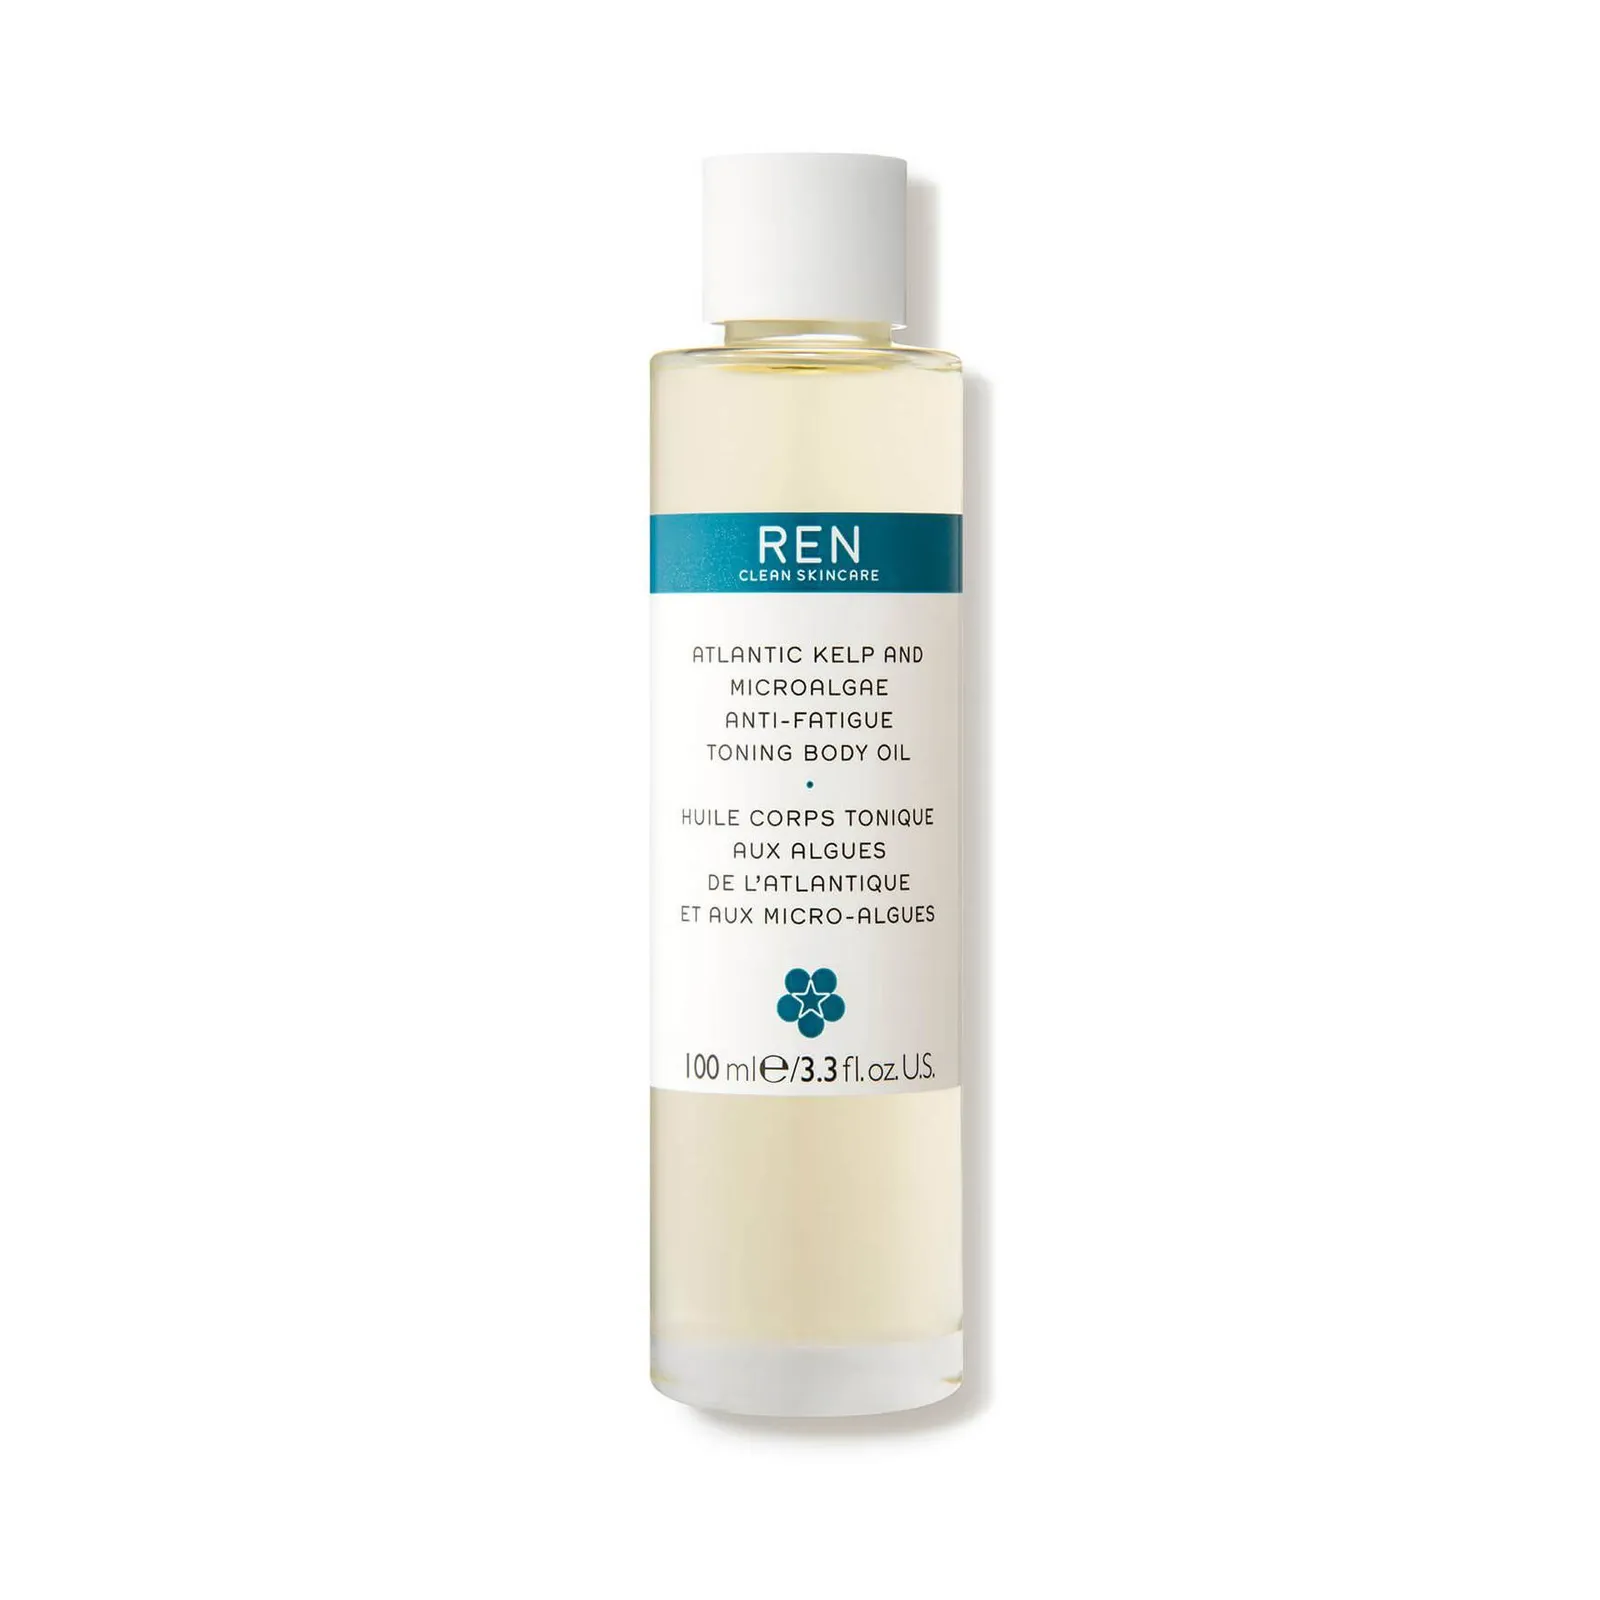 REN
CLEAN SKINCARE
ATLANTIC KELP AND
MICROALGAE
ANTI-FATIGUE
TONING BODY OIL
•
HUILE CORPS TONIQUE
AUX ALGUES
DE L'ATLANTIQUE
ET AUX MICRO-ALGUES
100 ml℮/3.3 fl. oz. U.S.